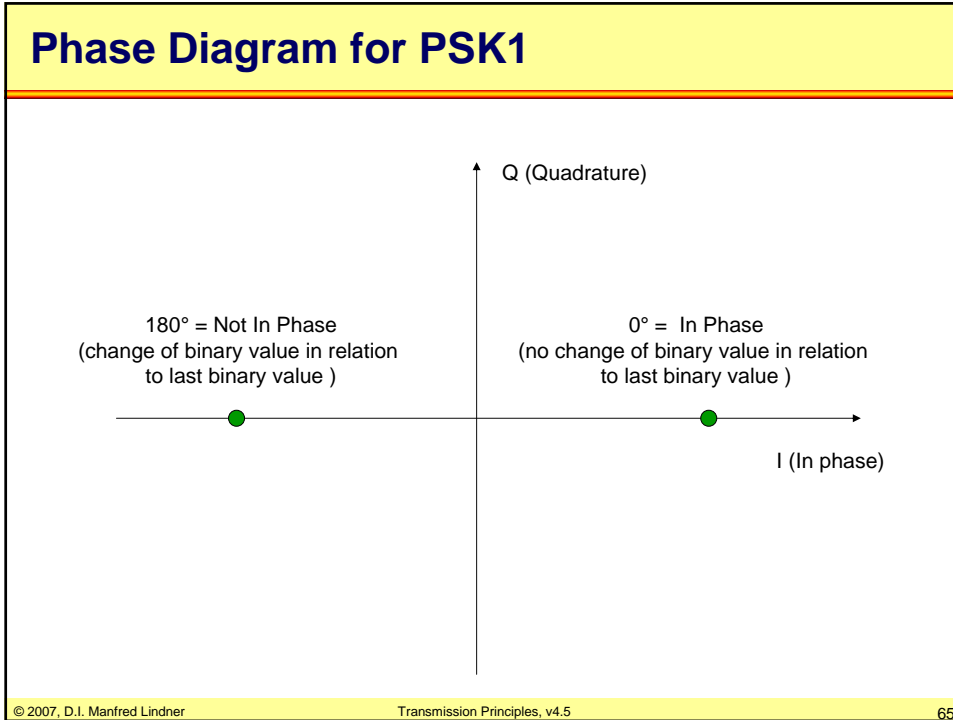 Phase Diagram for PSK1
Q (Quadrature)
180° = Not In Phase
(change of binary value in relation
to last binary value )
0° = In Phase
(no change of binary value in relation
to last binary value )
I (In phase)
© 2007, D.I. Manfred Lindner
Transmission Principles, v4.5
65